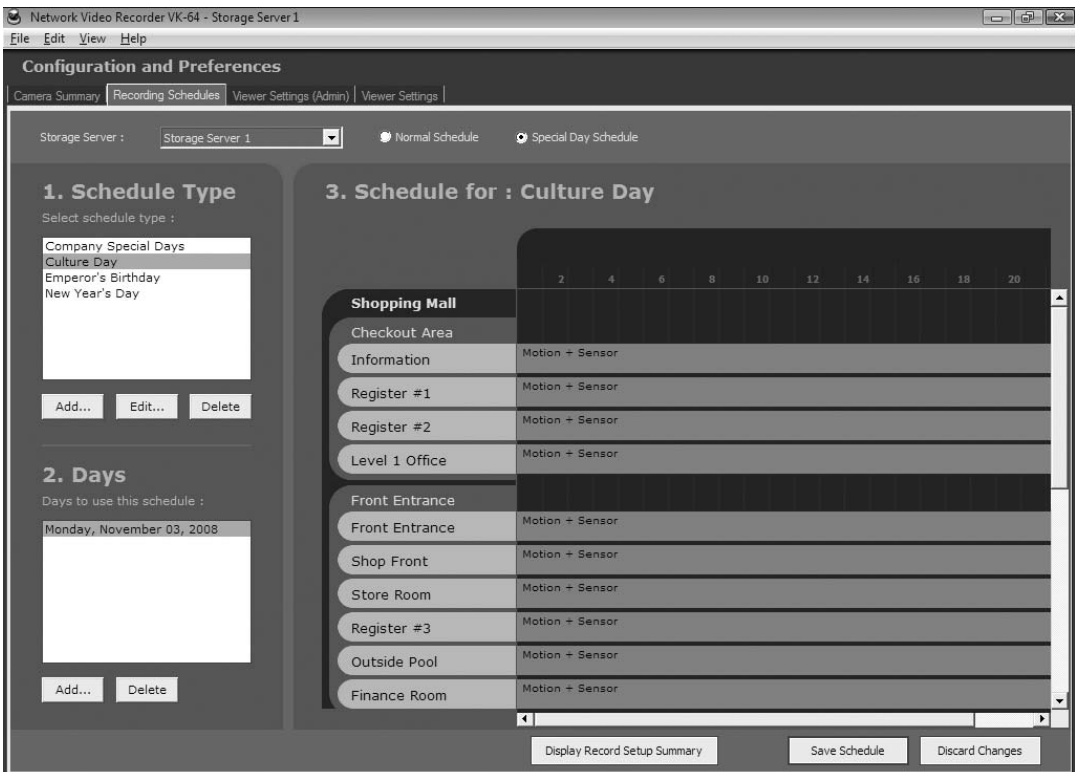 Network Video Recorder VK-64 - Storage Server 1
File Edit View Help
Configuration and Preferences
Camera Summary Recording Schedules Viewer Settings (Admin) Viewer Settings
Storage Server : Storage Server 1 Normal Schedule Special Day Schedule
1. Schedule Type
Select schedule type :
Company Special Days
Culture Day
Emperor's Birthday
New Year's Day
Add... Edit... Delete
2. Days
Days to use this schedule :
Monday, November 03, 2008
Add... Delete
3. Schedule for : Culture Day
2 4 6 8 10 12 14 16 18 20
Shopping Mall
Checkout Area
Information Motion + Sensor
Register #1 Motion + Sensor
Register #2 Motion + Sensor
Level 1 Office Motion + Sensor
Front Entrance
Front Entrance Motion + Sensor
Shop Front Motion + Sensor
Store Room Motion + Sensor
Register #3 Motion + Sensor
Outside Pool Motion + Sensor
Finance Room Motion + Sensor
Display Record Setup Summary Save Schedule Discard Changes